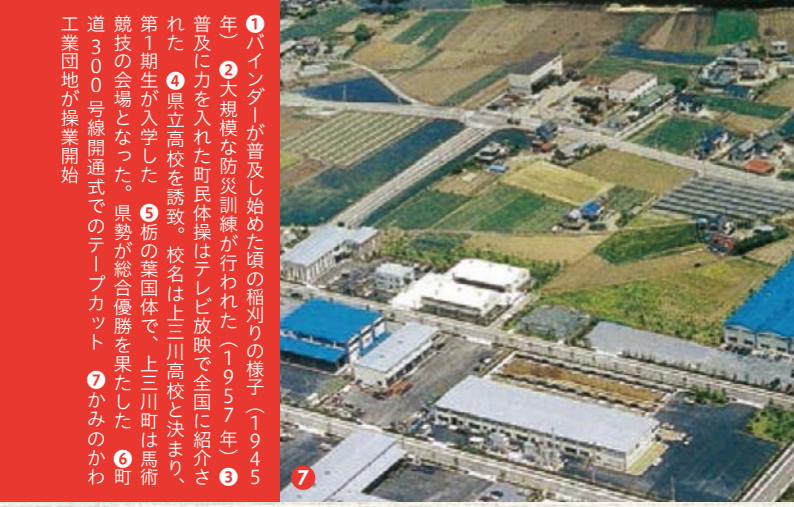 ❶バインダーが普及し始めた頃の稲刈りの様子（1945
年）　❷大規模な防災訓練が行われた（1957年）　❸
普及に力を入れた町民体操はテレビ放映で全国に紹介さ
れた　❹県立高校を誘致。校名は上三川高校と決まり、
第1期生が入学した　❺栃の葉国体で、上三川町は馬術
競技の会場となった。県勢が総合優勝を果たした　❻町
道300号線開通式でのテープカット　❼かみのかわ
工業団地が操業開始
❼